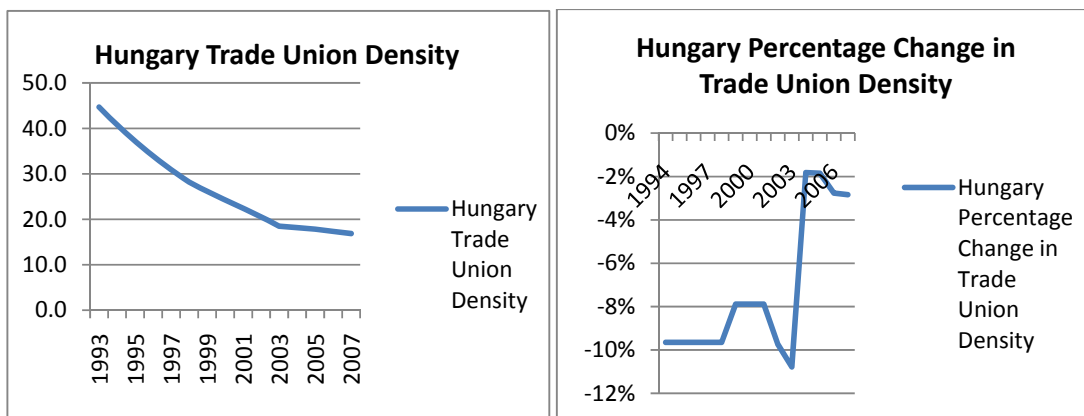 Hungary Trade Union Density
50.0
40.0
30.0
20.0
10.0
0.0
1993
1995
1997
1999
2001
2003
2005
2007
Hungary
Trade
Union
Density
Hungary Percentage Change in
Trade Union Density
0%
-2%
-4%
-6%
-8%
-10%
-12%
1994
1997
2000
2003
2006
Hungary
Percentage
Change in
Trade
Union
Density